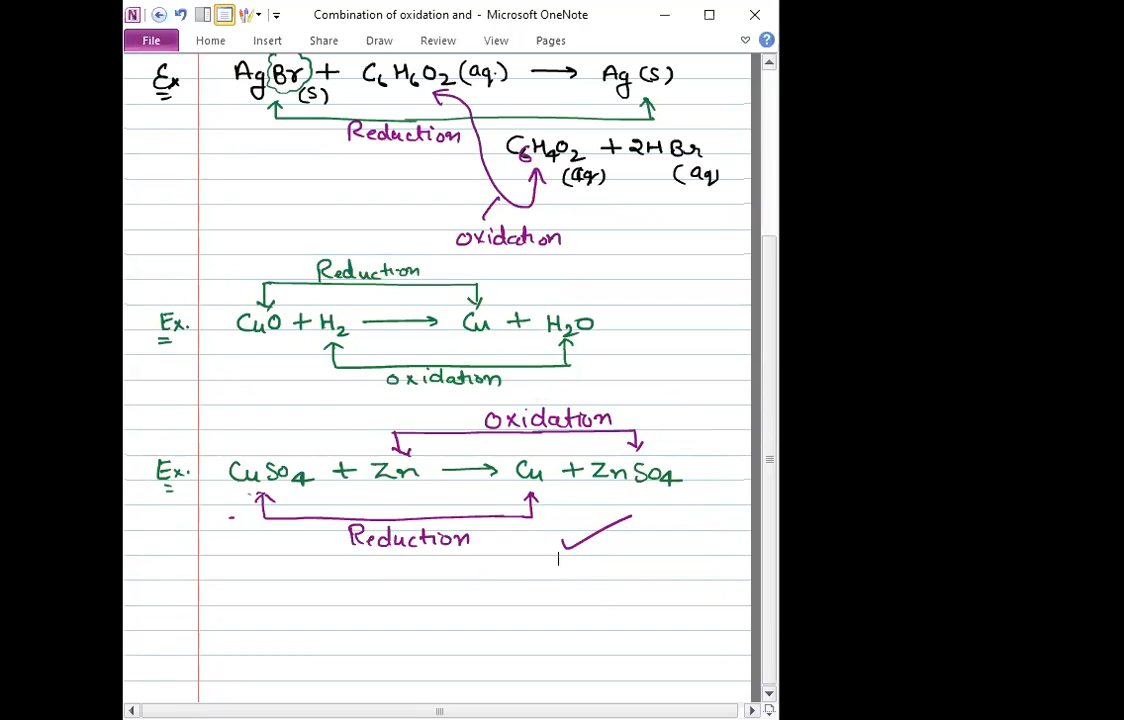 Combination of oxidation and - Microsoft OneNote
File Home Insert Share Draw Review View Pages
Ex AgBr(s) + C6H6O2(aq.) → Ag(s)
Reduction
C6H4O2(aq) + 2HBr(aq)
oxidation
Reduction
Ex. CuO + H2 → Cu + H2O
oxidation
Oxidation
Ex. CuSO4 + Zn → Cu + ZnSO4
Reduction